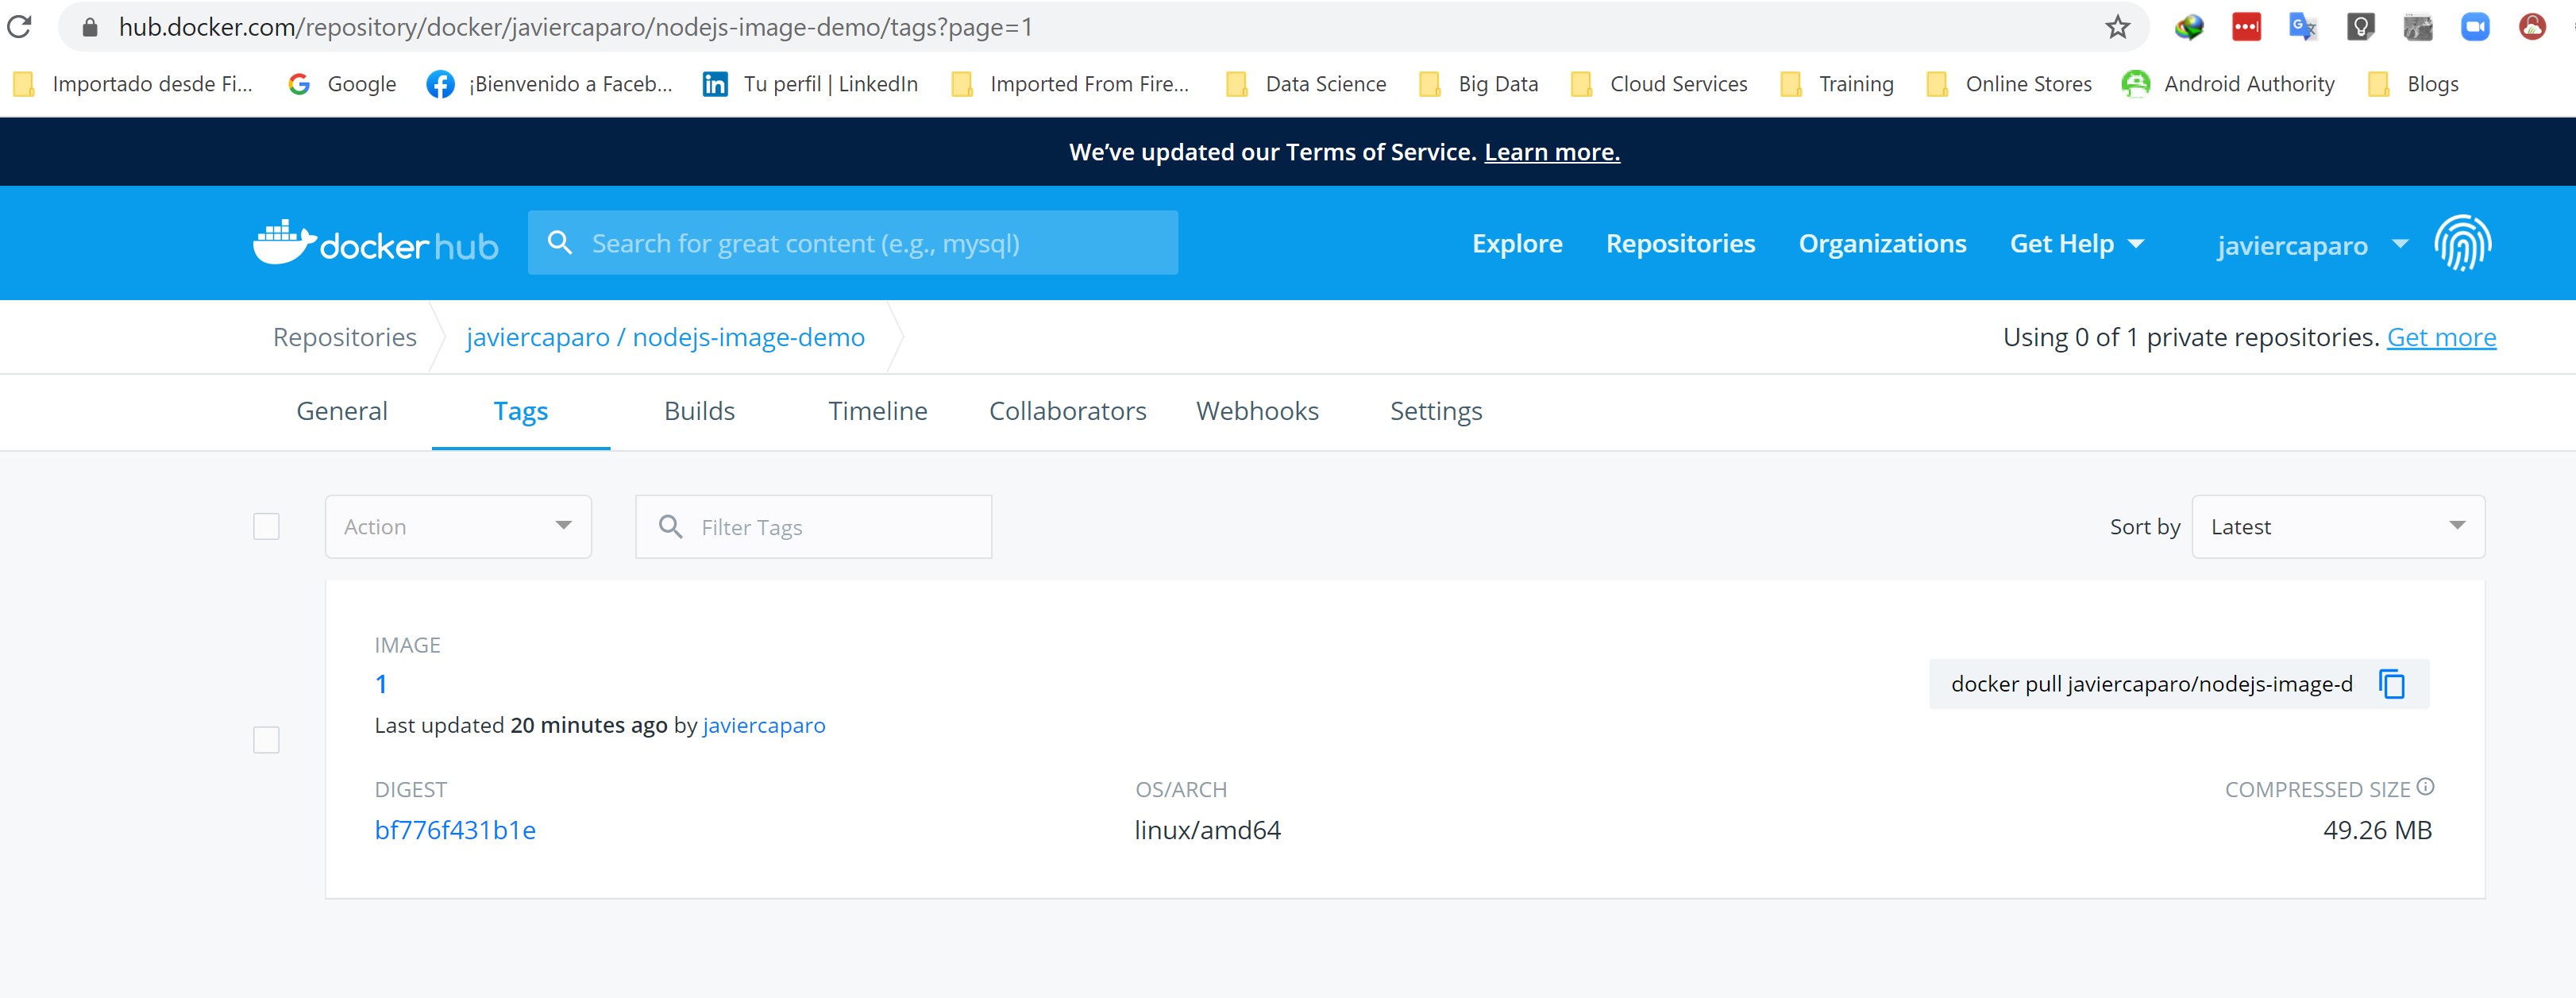 hub.docker.com/repository/docker/javiercaparo/nodejs-image-demo/tags?page=1
Importado desde Fi... Google ¡Bienvenido a Faceb... Tu perfil | LinkedIn Imported From Fire... Data Science Big Data Cloud Services Training Online Stores Android Authority Blogs
We've updated our Terms of Service. Learn more.
docker hub Search for great content (e.g., mysql) Explore Repositories Organizations Get Help javiercaparo
Repositories javiercaparo / nodejs-image-demo Using 0 of 1 private repositories. Get more
General Tags Builds Timeline Collaborators Webhooks Settings
Action Filter Tags Sort by Latest
IMAGE
1
docker pull javiercaparo/nodejs-image-d
Last updated 20 minutes ago by javiercaparo
DIGEST OS/ARCH COMPRESSED SIZE
bf776f431b1e linux/amd64 49.26 MB